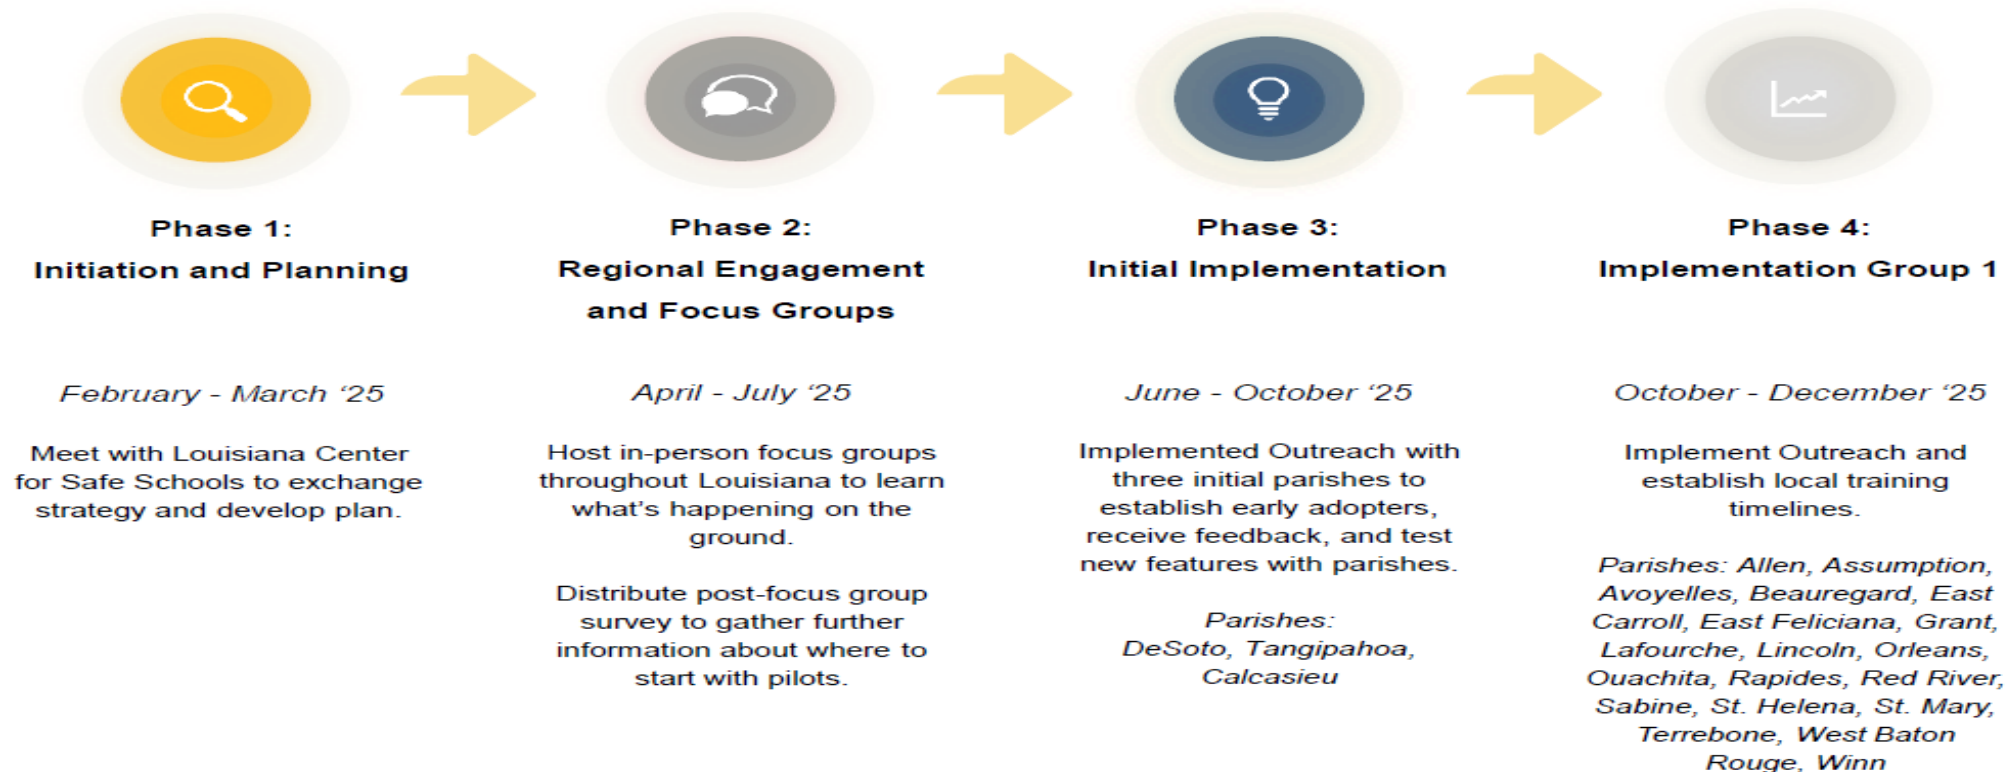 Phase 1:
Initiation and Planning
February - March ‘25
Meet with Louisiana Center
for Safe Schools to exchange
strategy and develop plan.
Phase 2:
Regional Engagement
and Focus Groups
April - July ‘25
Host in-person focus groups
throughout Louisiana to learn
what's happening on the
ground.
Distribute post-focus group
survey to gather further
information about where to
start with pilots.
Phase 3:
Initial Implementation
June - October ‘25
Implemented Outreach with
three initial parishes to
establish early adopters,
receive feedback, and test
new features with parishes.
Parishes:
DeSoto, Tangipahoa,
Calcasieu
Phase 4:
Implementation Group 1
October - December ‘25
Implement Outreach and
establish local training
timelines.
Parishes: Allen, Assumption,
Avoyelles, Beauregard, East
Carroll, East Feliciana, Grant,
Lafourche, Lincoln, Orleans,
Ouachita, Rapides, Red River,
Sabine, St. Helena, St. Mary,
Terrebone, West Baton
Rouge, Winn